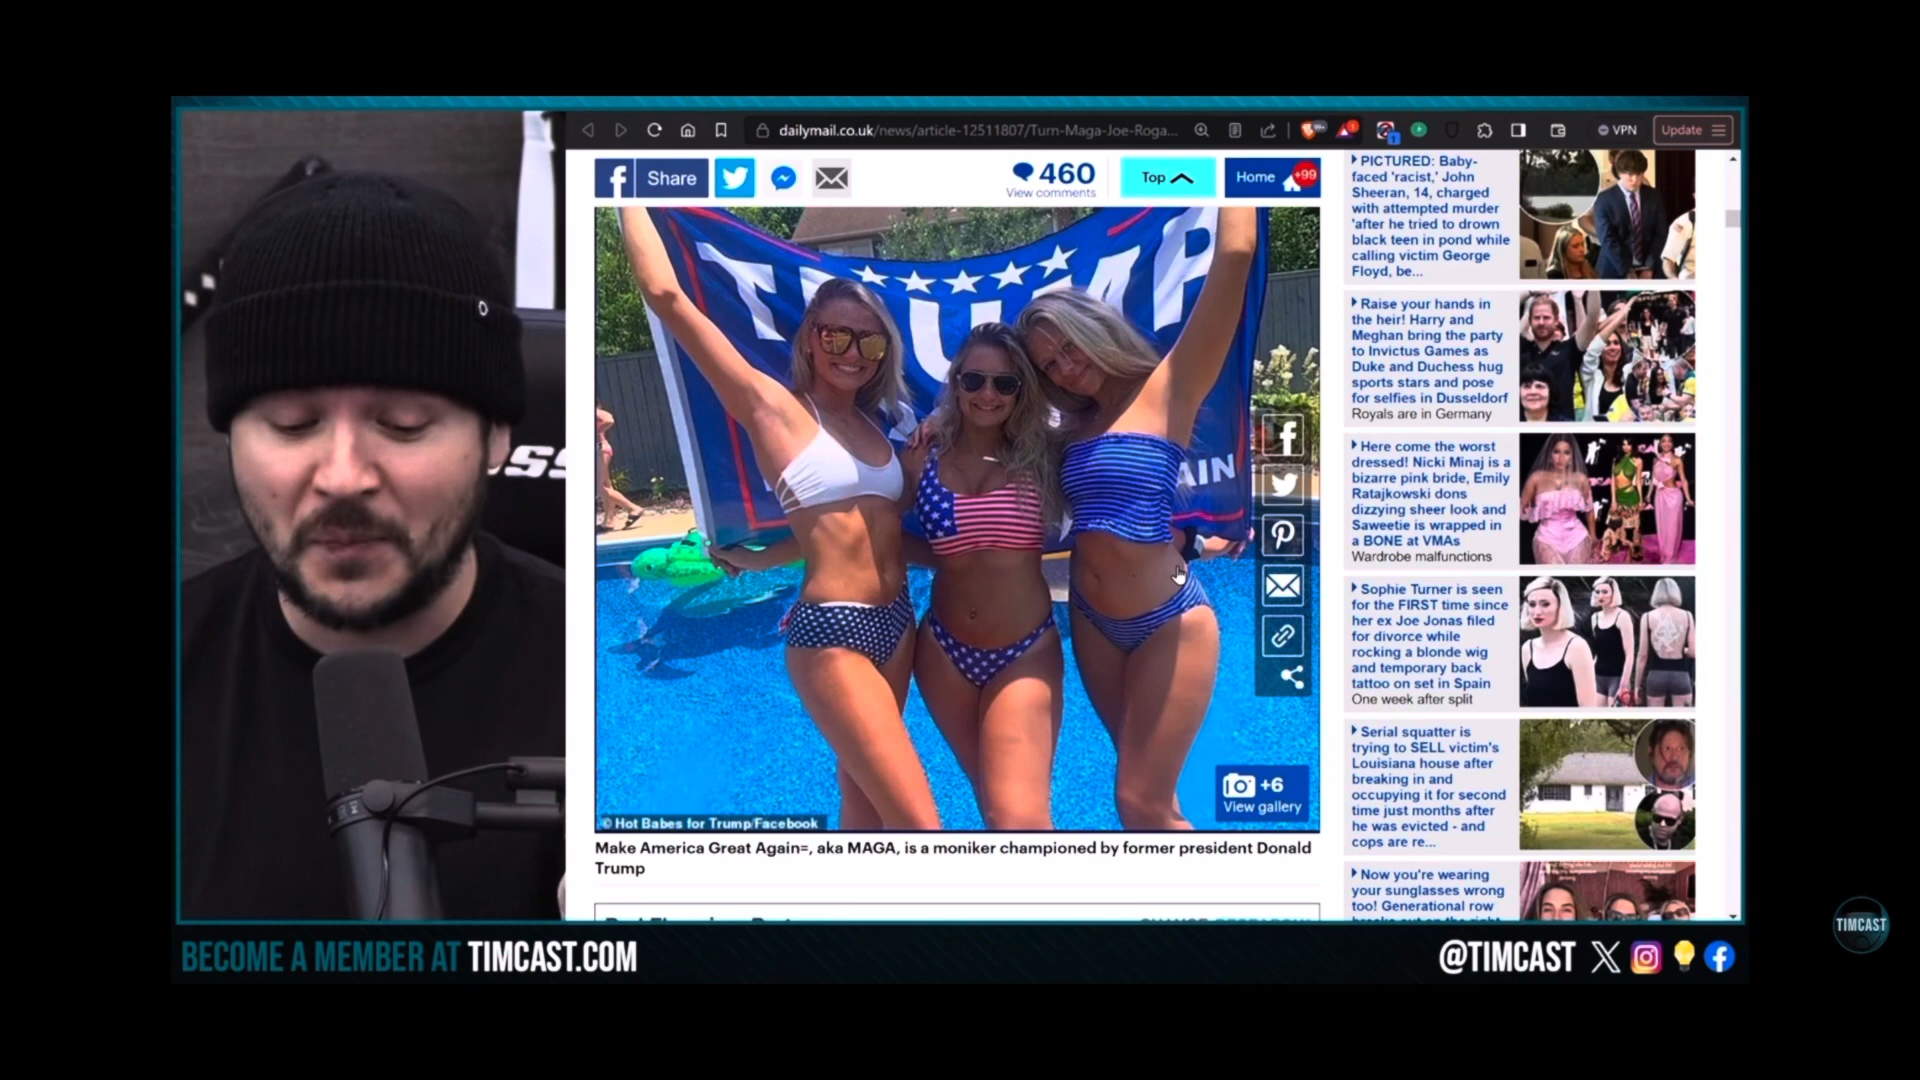 dailymail.co.uk/news/article-12511807/Turn-Maga-Joe-Roga...
VPN
Update
Share
460
View comments
Top
Home
+99
TRUMP
AIN
+6
View gallery
© Hot Babes for Trump/Facebook
Make America Great Again=, aka MAGA, is a moniker championed by former president Donald
Trump
PICTURED: Baby-
faced 'racist,' John
Sheeran, 14, charged
with attempted murder
'after he tried to drown
black teen in pond while
calling victim George
Floyd, be...
Raise your hands in
the heir! Harry and
Meghan bring the party
to Invictus Games as
Duke and Duchess hug
sports stars and pose
for selfies in Dusseldorf
Royals are in Germany
Here come the worst
dressed! Nicki Minaj is a
bizarre pink bride, Emily
Ratajkowski dons
dizzying sheer look and
Saweetie is wrapped in
a BONE at VMAs
Wardrobe malfunctions
Sophie Turner is seen
for the FIRST time since
her ex Joe Jonas filed
for divorce while
rocking a blonde wig
and temporary back
tattoo on set in Spain
One week after split
Serial squatter is
trying to SELL victim's
Louisiana house after
breaking in and
occupying it for second
time just months after
he was evicted - and
cops are re...
Now you're wearing
your sunglasses wrong
too! Generational row
BECOME A MEMBER AT TIMCAST.COM
@TIMCAST
TIMCAST